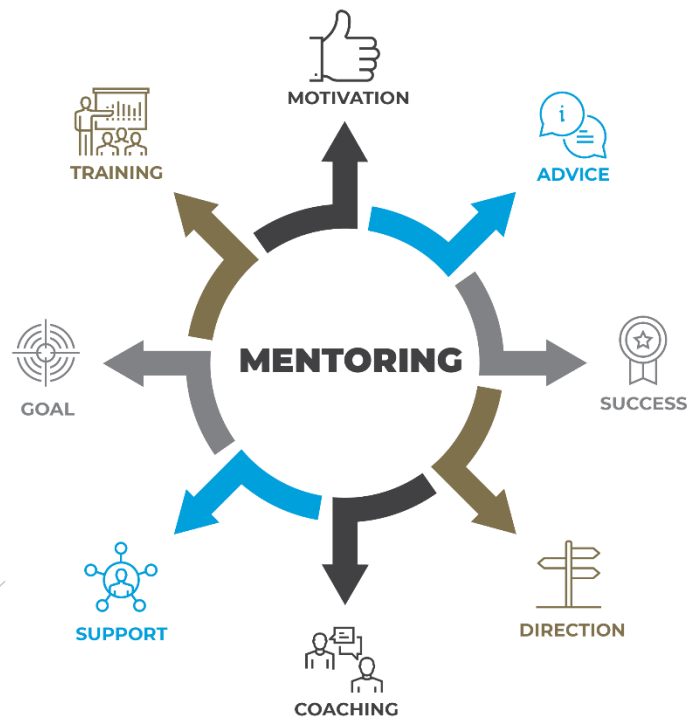 MOTIVATION
ADVICE
TRAINING
MENTORING
SUCCESS
GOAL
DIRECTION
SUPPORT
COACHING